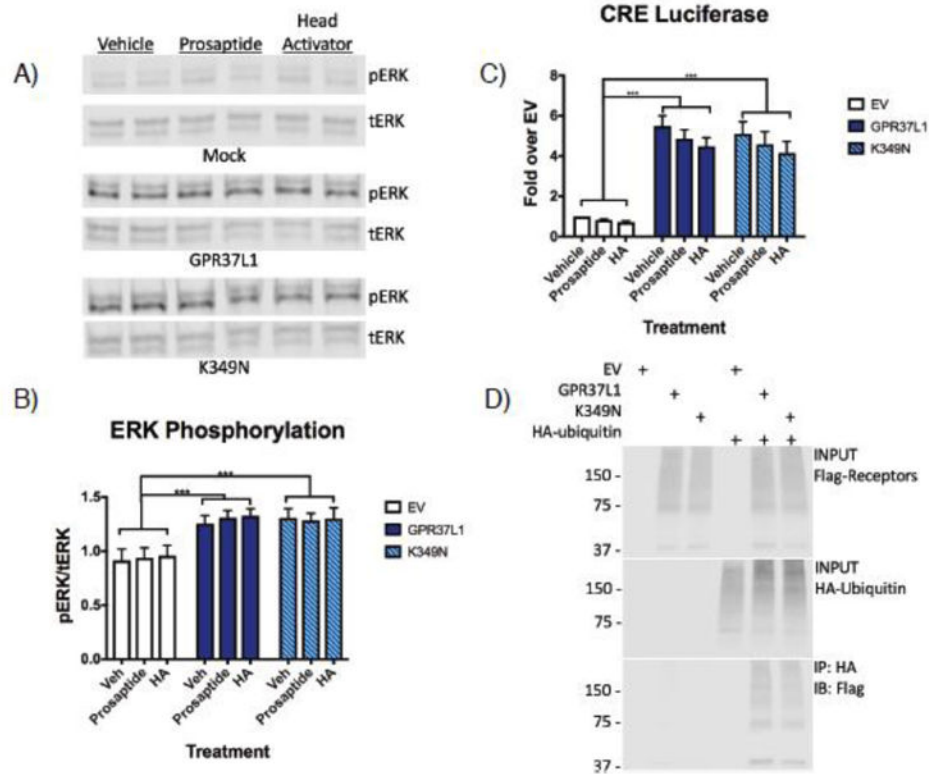 A)
Vehicle Prosaptide Head Activator
pERK
tERK
Mock
pERK
tERK
GPR37L1
pERK
tERK
K349N
B)
ERK Phosphorylation
***
***
pERK/tERK
1.5
1.0
0.5
0.0
Veh Prosaptide HA Veh Prosaptide HA Veh Prosaptide HA
Treatment
EV
GPR37L1
K349N
C)
CRE Luciferase
***
***
Fold over EV
8
6
4
2
0
Vehicle Prosaptide HA Vehicle Prosaptide HA Vehicle Prosaptide HA
Treatment
EV
GPR37L1
K349N
D)
EV + +
GPR37L1 + +
K349N + +
HA-ubiquitin + + +
INPUT
Flag-Receptors
150 -
75 -
37 -
INPUT
HA-Ubiquitin
150 -
75 -
IP: HA
IB: Flag
150 -
75 -
37 -